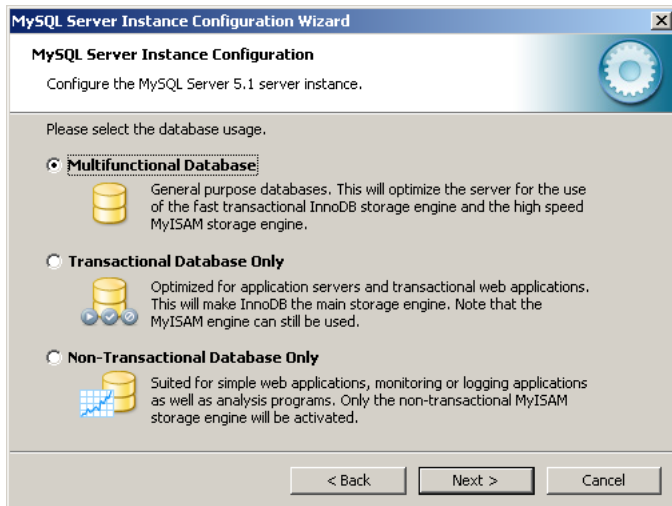 MySQL Server Instance Configuration Wizard
MySQL Server Instance Configuration
Configure the MySQL Server 5.1 server instance.
Please select the database usage.
Multifunctional Database
General purpose databases. This will optimize the server for the use
of the fast transactional InnoDB storage engine and the high speed
MyISAM storage engine.
Transactional Database Only
Optimized for application servers and transactional web applications.
This will make InnoDB the main storage engine. Note that the
MyISAM engine can still be used.
Non-Transactional Database Only
Suited for simple web applications, monitoring or logging applications
as well as analysis programs. Only the non-transactional MyISAM
storage engine will be activated.
< Back Next > Cancel